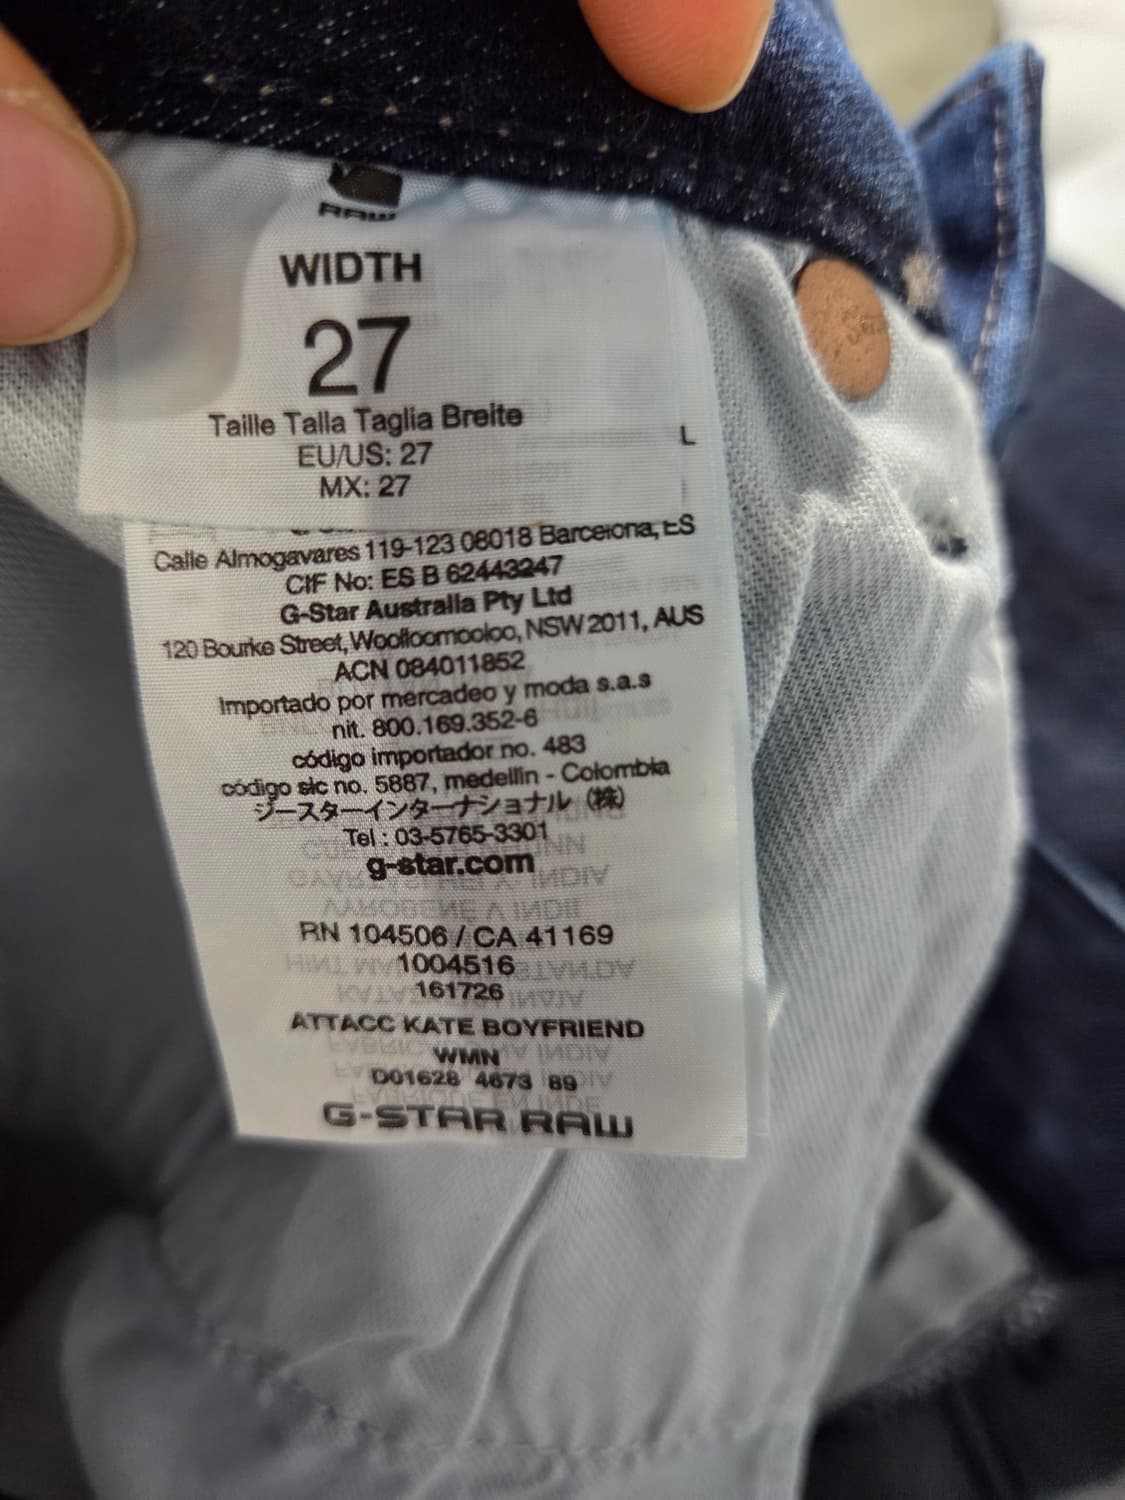 RAW
WIDTH
27
Taille Talla Taglia Breite
EU/US: 27
MX: 27
L
Calle Almogavares 119-123 08018 Barcelona, ES
CIF No: ES B 62443247
G-Star Australia Pty Ltd
120 Bourke Street, Woolloomooloo, NSW 2011, AUS
ACN 084011852
Importado por mercadeo y moda s.a.s
nit. 800.169.352-6
código importador no. 483
código sic no. 5887, medellin - Colombia
ジースターインターナショナル (株)
Tel : 03-5765-3301
g-star.com
RN 104506 / CA 41169
1004516
161726
ATTACC KATE BOYFRIEND
WMN
D01628 4673 89
G-STAR RAW